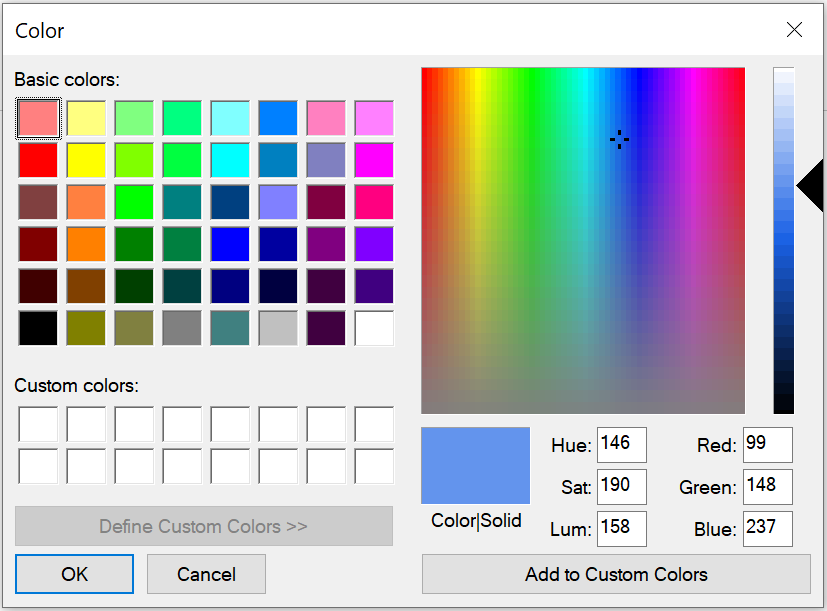 Color
Basic colors:
Custom colors:
Define Custom Colors >>
OK
Cancel
Color|Solid
Hue: 146
Sat: 190
Lum: 158
Red: 99
Green: 148
Blue: 237
Add to Custom Colors